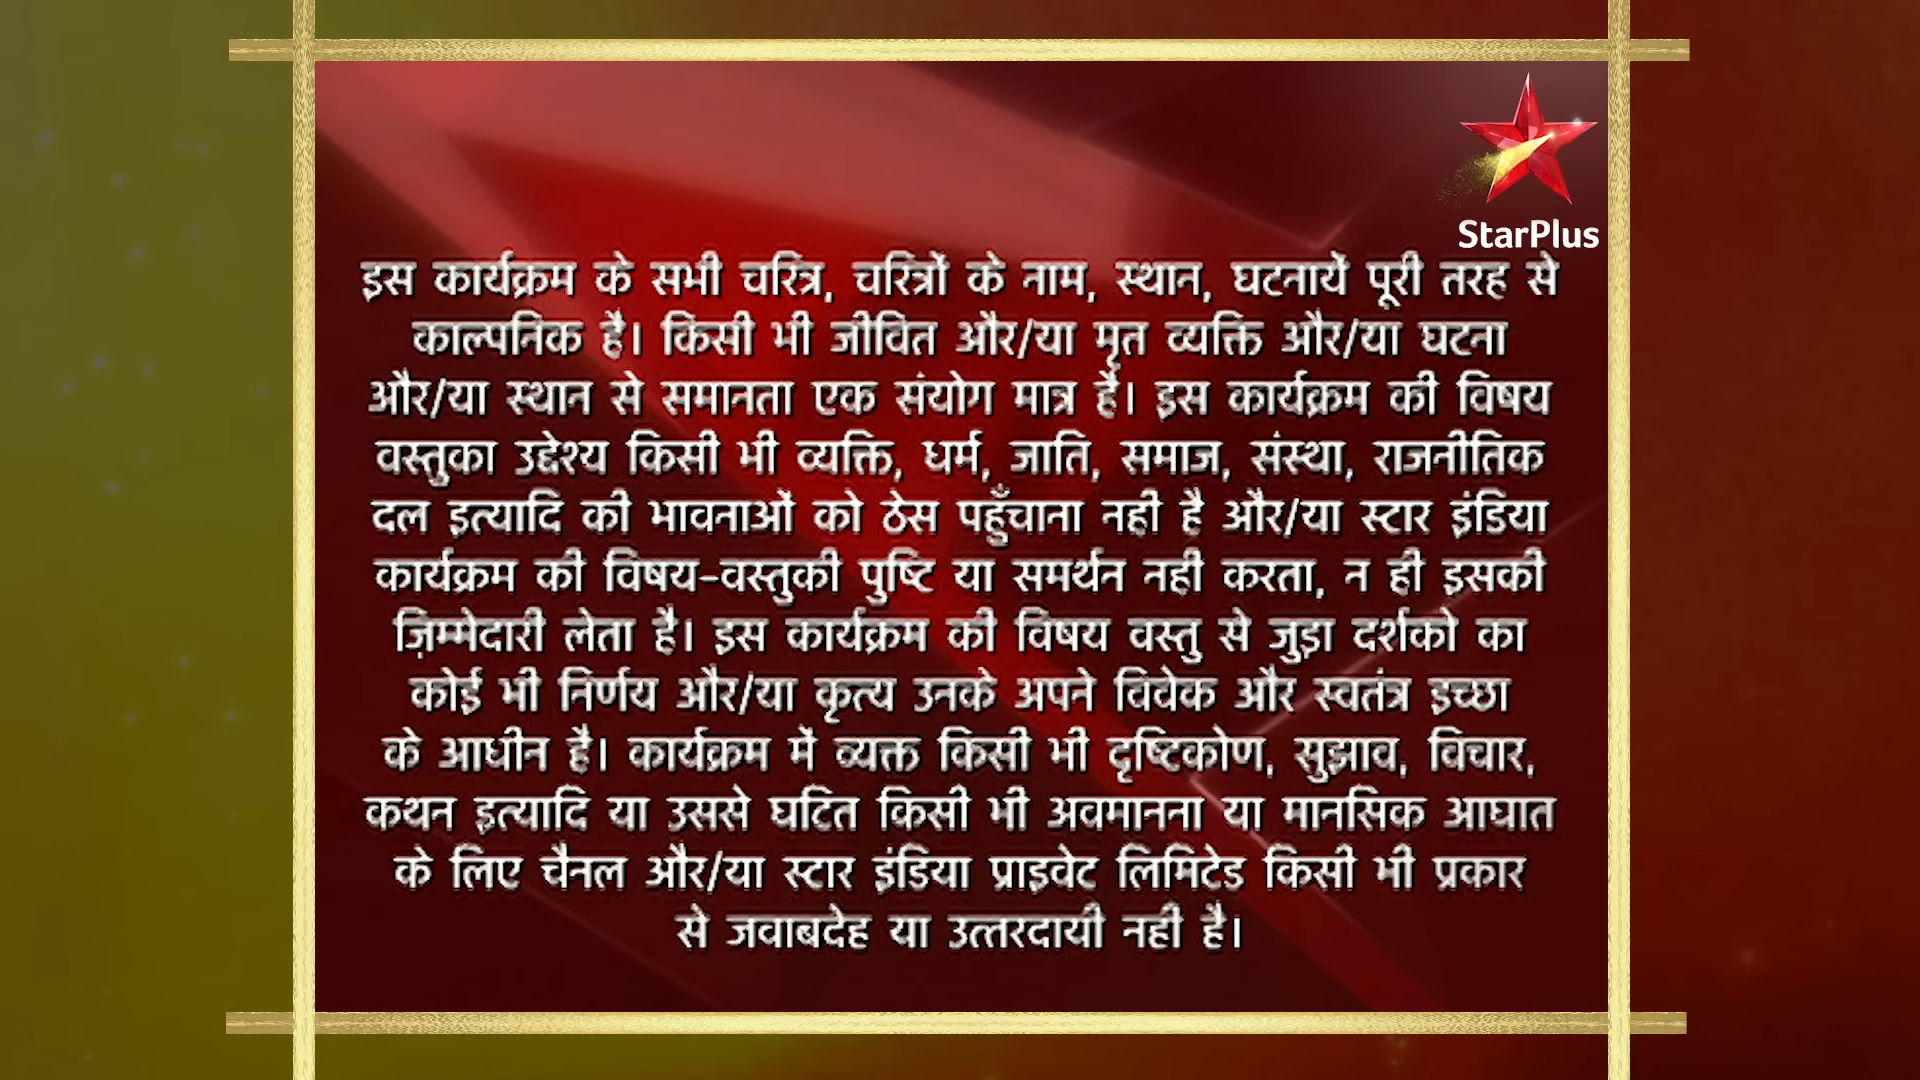 StarPlus
इस कार्यक्रम के सभी चरित्र, चरित्रों के नाम, स्थान, घटनायें पूरी तरह से
काल्पनिक है। किसी भी जीवित और/या मृत व्यक्ति और/या घटना
और/या स्थान से समानता एक संयोग मात्र है। इस कार्यक्रम की विषय
वस्तुका उद्देश्य किसी भी व्यक्ति, धर्म, जाति, समाज, संस्था, राजनीतिक
दल इत्यादि की भावनाओं को ठेस पहुँचाना नही है और/या स्टार इंडिया
कार्यक्रम की विषय-वस्तुकी पुष्टि या समर्थन नही करता, न ही इसकी
ज़िम्मेदारी लेता है। इस कार्यक्रम की विषय वस्तु से जुड़ा दर्शको का
कोई भी निर्णय और/या कृत्य उनके अपने विवेक और स्वतंत्र इच्छा
के आधीन है। कार्यक्रम में व्यक्त किसी भी दृष्टिकोण, सुझाव, विचार,
कथन इत्यादि या उससे घटित किसी भी अवमानना या मानसिक आघात
के लिए चैनल और/या स्टार इंडिया प्राइवेट लिमिटेड किसी भी प्रकार
से जवाबदेह या उत्तरदायी नही है।